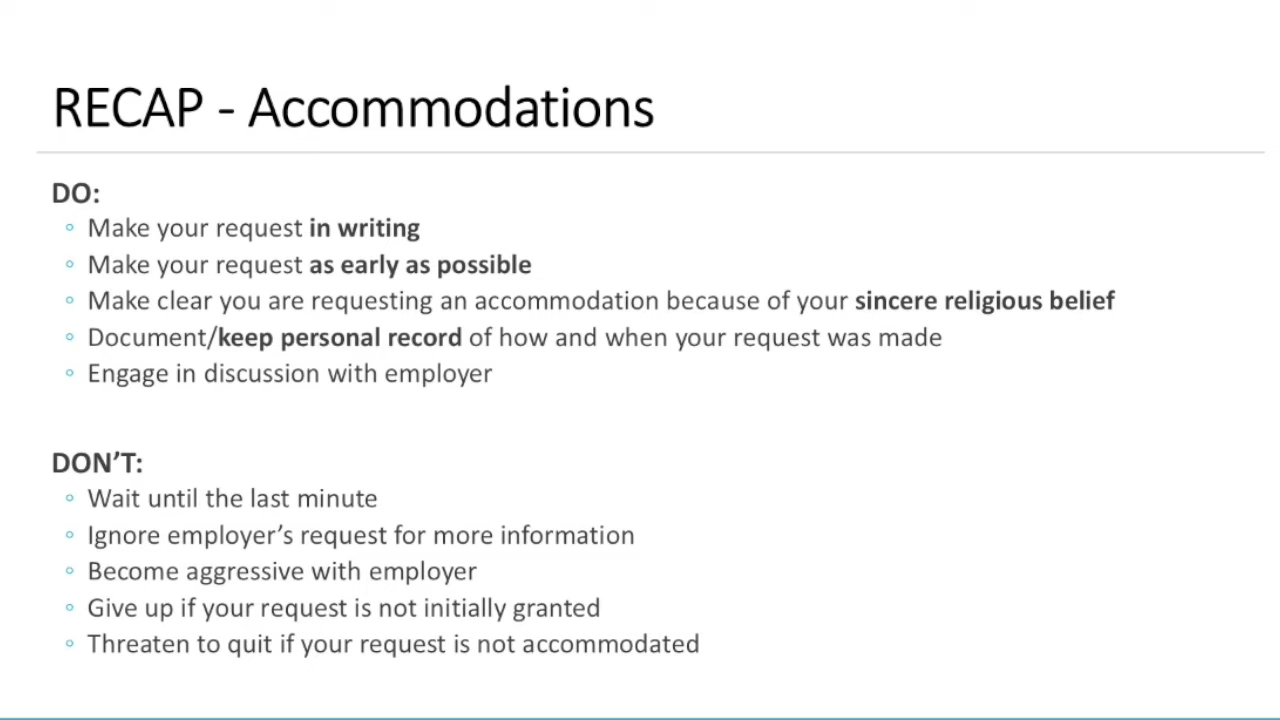 RECAP - Accommodations
DO:
◦ Make your request in writing
◦ Make your request as early as possible
◦ Make clear you are requesting an accommodation because of your sincere religious belief
◦ Document/keep personal record of how and when your request was made
◦ Engage in discussion with employer
DON’T:
◦ Wait until the last minute
◦ Ignore employer’s request for more information
◦ Become aggressive with employer
◦ Give up if your request is not initially granted
◦ Threaten to quit if your request is not accommodated